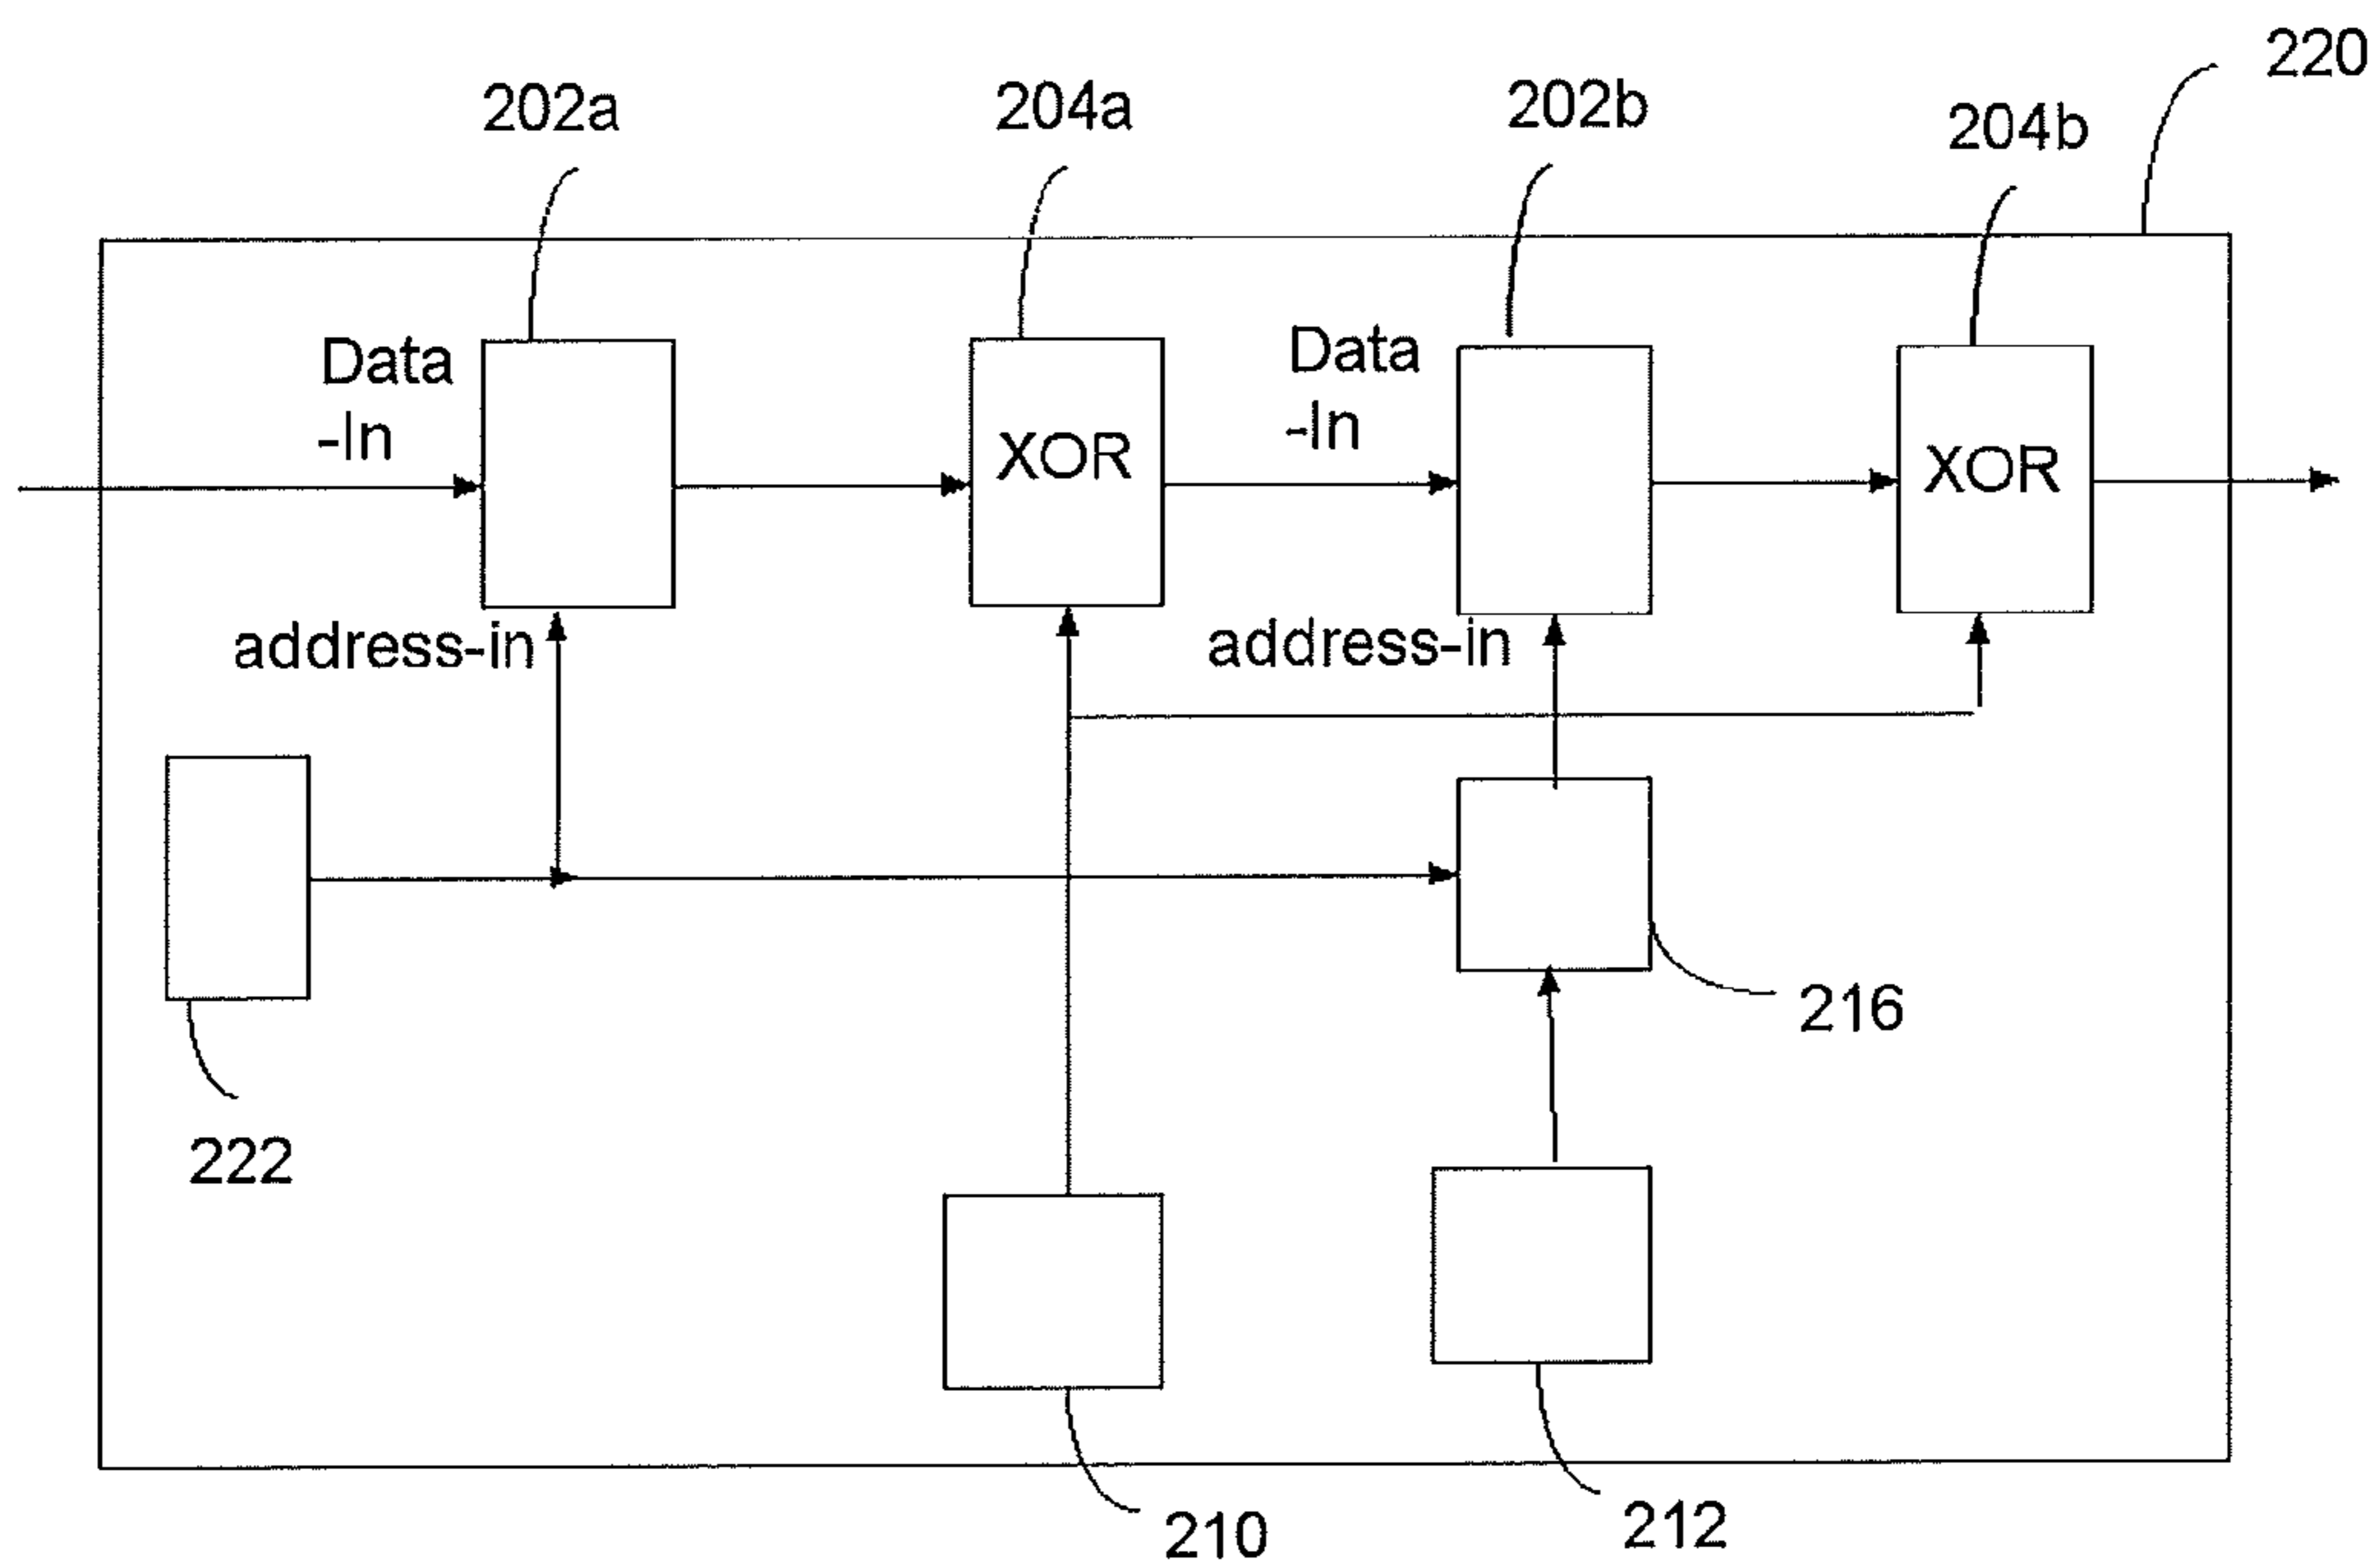 220
202a
204a
202b
204b
Data
-In
XOR
Data
-In
XOR
address-in
address-in
216
222
210
212